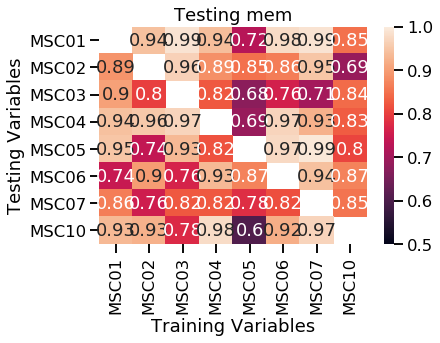 Testing mem
MSC01 0.94 0.99 0.94 0.72 0.98 0.99 0.85
MSC02 0.89 0.96 0.89 0.85 0.86 0.95 0.69
MSC03 0.9 0.8 0.82 0.68 0.76 0.71 0.84
MSC04 0.94 0.96 0.97 0.69 0.97 0.93 0.83
MSC05 0.95 0.74 0.93 0.82 0.97 0.99 0.8
MSC06 0.74 0.9 0.76 0.93 0.87 0.94 0.87
MSC07 0.86 0.76 0.82 0.82 0.78 0.82 0.85
MSC10 0.93 0.93 0.78 0.98 0.6 0.92 0.97
Testing Variables
MSC01 MSC02 MSC03 MSC04 MSC05 MSC06 MSC07 MSC10
Training Variables
1.0
0.9
0.8
0.7
0.6
0.5